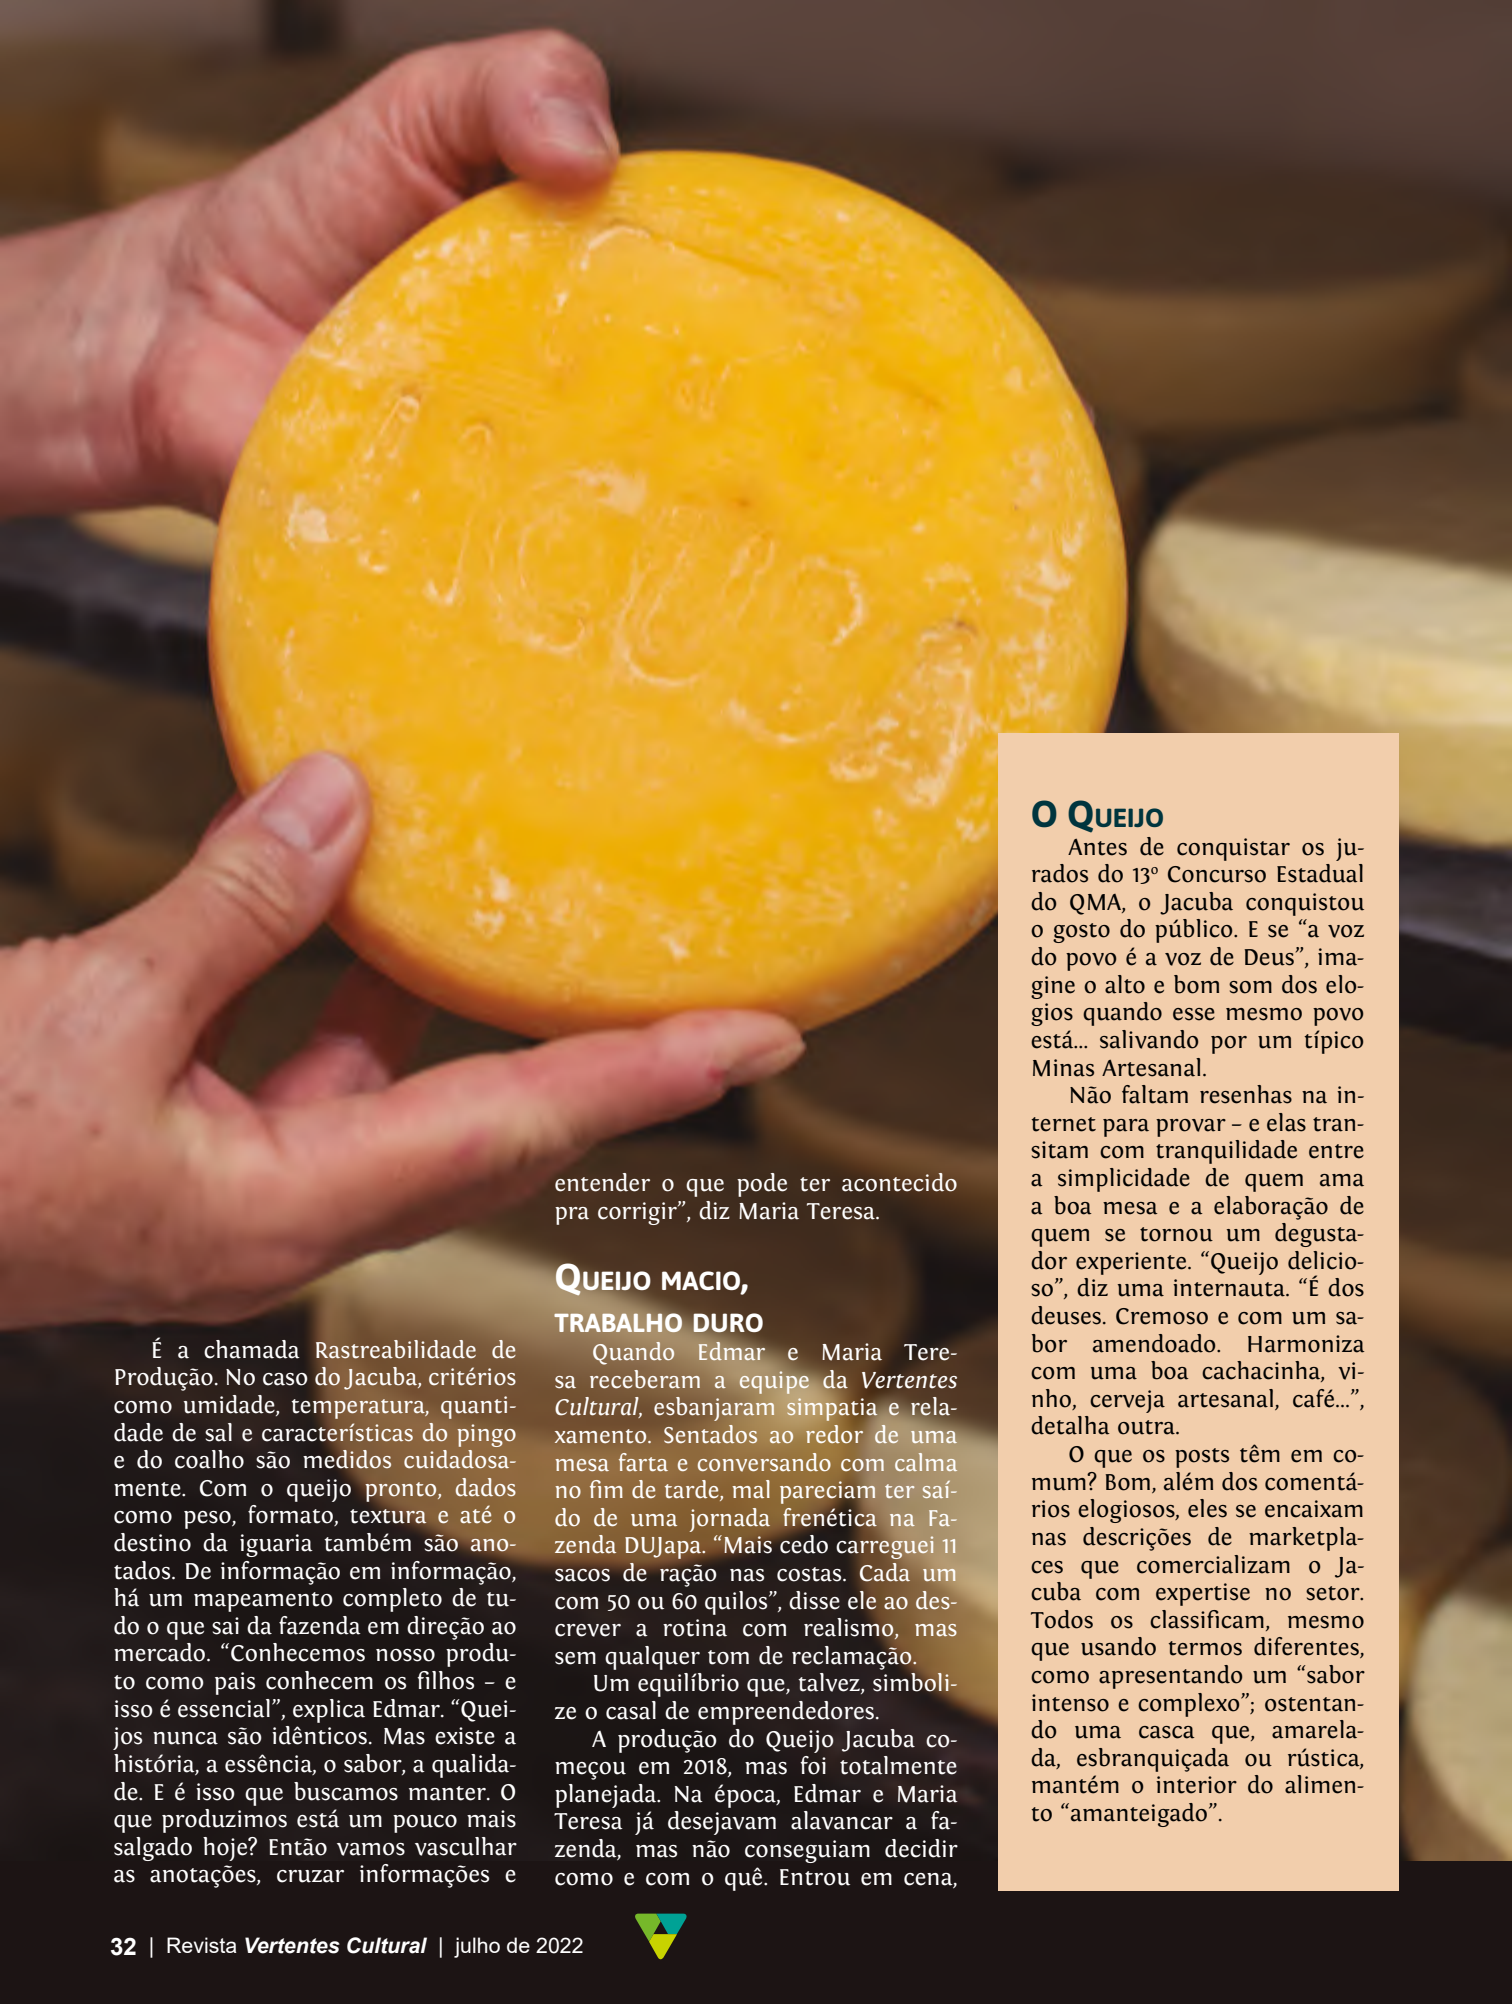 Jacuba
É a chamada Rastreabilidade de
Produção. No caso do Jacuba, critérios
como umidade, temperatura, quanti-
dade de sal e características do pingo
e do coalho são medidos cuidadosa-
mente. Com o queijo pronto, dados
como peso, formato, textura e até o
destino da iguaria também são ano-
tados. De informação em informação,
há um mapeamento completo de tu-
do o que sai da fazenda em direção ao
mercado. “Conhecemos nosso produ-
to como pais conhecem os filhos – e
isso é essencial”, explica Edmar. “Quei-
jos nunca são idênticos. Mas existe a
história, a essência, o sabor, a qualida-
de. E é isso que buscamos manter. O
que produzimos está um pouco mais
salgado hoje? Então vamos vasculhar
as anotações, cruzar informações e
entender o que pode ter acontecido
pra corrigir”, diz Maria Teresa.
Queijo macio,
trabalho duro
Quando Edmar e Maria Tere-
sa receberam a equipe da Vertentes
Cultural, esbanjaram simpatia e rela-
xamento. Sentados ao redor de uma
mesa farta e conversando com calma
no fim de tarde, mal pareciam ter saí-
do de uma jornada frenética na Fa-
zenda DUJapa. “Mais cedo carreguei 11
sacos de ração nas costas. Cada um
com 50 ou 60 quilos”, disse ele ao des-
crever a rotina com realismo, mas
sem qualquer tom de reclamação.
Um equilíbrio que, talvez, simboli-
ze o casal de empreendedores.
A produção do Queijo Jacuba co-
meçou em 2018, mas foi totalmente
planejada. Na época, Edmar e Maria
Teresa já desejavam alavancar a fa-
zenda, mas não conseguiam decidir
como e com o quê. Entrou em cena,
O Queijo
Antes de conquistar os ju-
rados do 13º Concurso Estadual
do QMA, o Jacuba conquistou
o gosto do público. E se “a voz
do povo é a voz de Deus”, ima-
gine o alto e bom som dos elo-
gios quando esse mesmo povo
está... salivando por um típico
Minas Artesanal.
Não faltam resenhas na in-
ternet para provar – e elas tran-
sitam com tranquilidade entre
a simplicidade de quem ama
a boa mesa e a elaboração de
quem se tornou um degusta-
dor experiente. “Queijo delicio-
so”, diz uma internauta. “É dos
deuses. Cremoso e com um sa-
bor amendoado. Harmoniza
com uma boa cachacinha, vi-
nho, cerveja artesanal, café...”,
detalha outra.
O que os posts têm em co-
mum? Bom, além dos comentá-
rios elogiosos, eles se encaixam
nas descrições de marketpla-
ces que comercializam o Ja-
cuba com expertise no setor.
Todos os classificam, mesmo
que usando termos diferentes,
como apresentando um “sabor
intenso e complexo”; ostentan-
do uma casca que, amarela-
da, esbranquiçada ou rústica,
mantém o interior do alimen-
to “amanteigado”.
32 | Revista Vertentes Cultural | julho de 2022